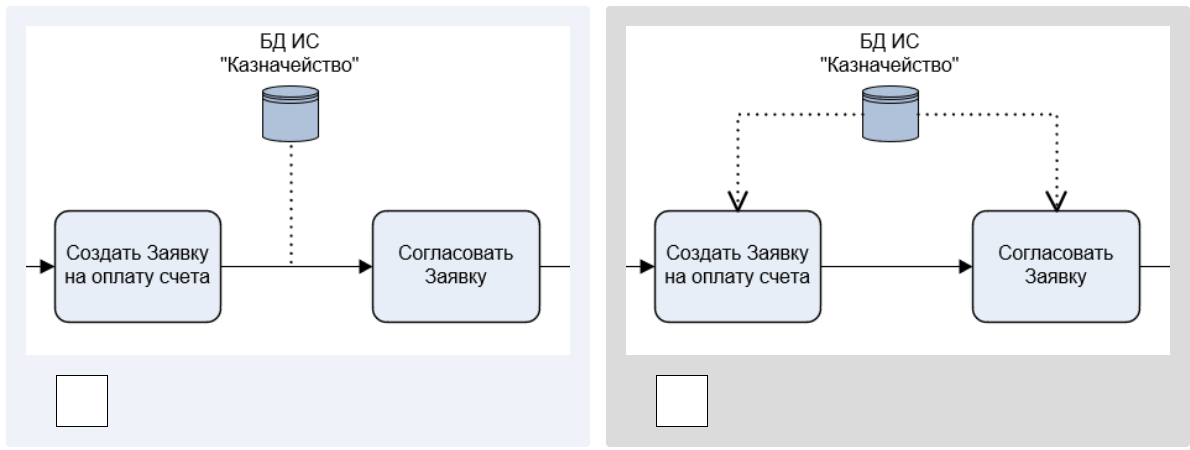 БД ИС
"Казначейство"
Создать Заявку
на оплату счета
Согласовать
Заявку
БД ИС
"Казначейство"
Создать Заявку
на оплату счета
Согласовать
Заявку